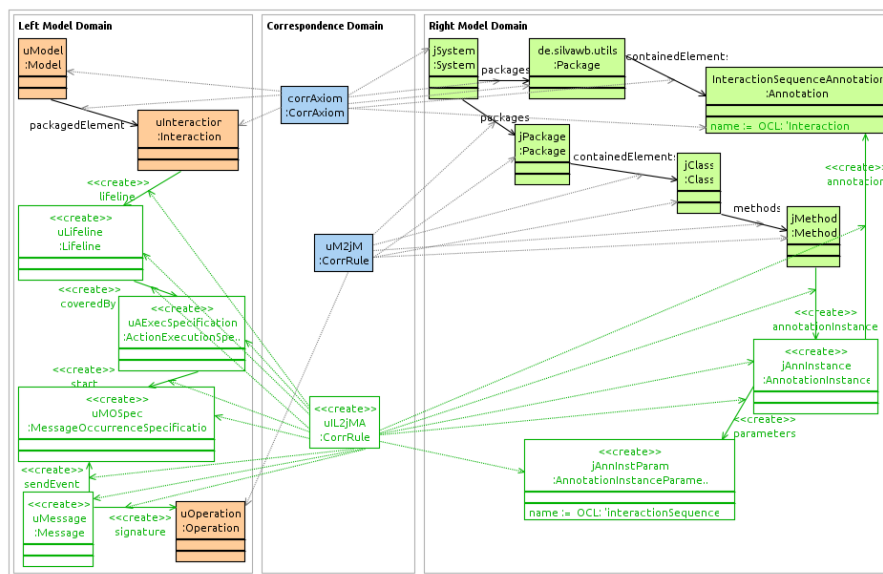 Left Model Domain
Correspondence Domain
Right Model Domain
uModel
:Model
packagedElement
uInteraction
:Interaction
<<create>>
lifeline
<<create>>
uLifeline
:Lifeline
<<create>>
coveredBy
<<create>>
uAExecSpecification
:ActionExecutionSpe..
<<create>>
start
<<create>>
uMOSpec
:MessageOccurrenceSpecificatio
<<create>>
sendEvent
<<create>>
uMessage
:Message
<<create>>
signature
uOperation
:Operation
corrAxiom
:CorrAxiom
uM2jM
:CorrRule
<<create>>
uIL2jMA
:CorrRule
jSystem
:System
packages
de.silvawb.utils
:Package
containedElements
InteractionSequenceAnnotation
:Annotation
name := OCL: 'Interaction
packages
jPackage
:Package
containedElements
jClass
:Class
<<create>>
annotation
methods
jMethod
:Method
<<create>>
annotationInstance
<<create>>
jAnnInstance
:AnnotationInstance
<<create>>
parameters
<<create>>
jAnnInstParam
:AnnotationInstanceParame..
name := OCL: 'interactionSequence